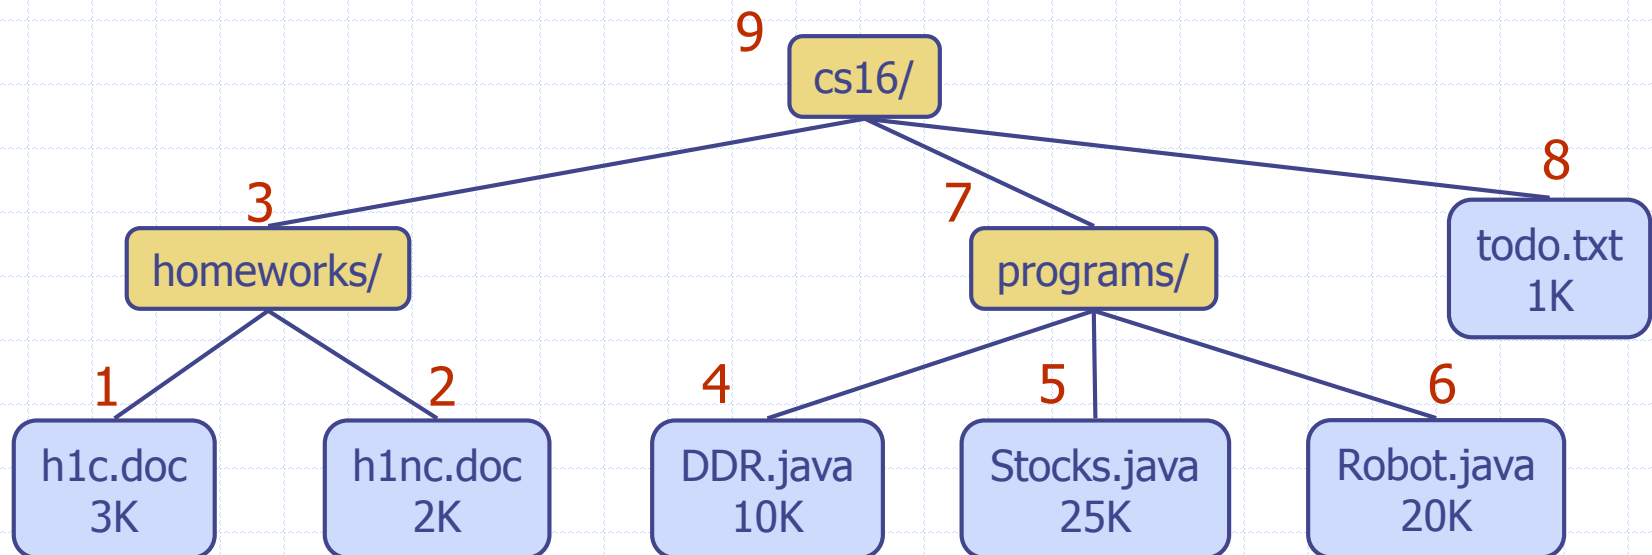 9
cs16/
8
3
7
homeworks/
programs/
todo.txt
1K
1
2
4
5
6
h1c.doc
3K
h1nc.doc
2K
DDR.java
10K
Stocks.java
25K
Robot.java
20K